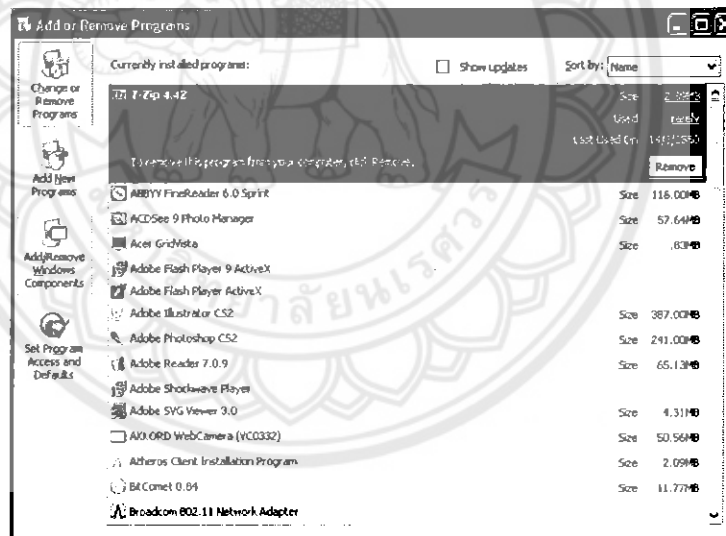 Add or Remove Programs
Change or
Remove
Programs
Add New
Programs
Add/Remove
Windows
Components
Set Program
Access and
Defaults
Currently installed programs:
Show updates
Sort by: Name
7-Zip 4.42
Size
Used rarely
Last Used On
To remove this program from your computer, click Remove.
Remove
ABBYY FineReader 6.0 Sprint Size 116.00MB
ACDSee 9 Photo Manager Size 57.64MB
Acer GridVista Size .83MB
Adobe Flash Player 9 ActiveX
Adobe Flash Player ActiveX
Adobe Illustrator CS2 Size 387.00MB
Adobe Photoshop CS2 Size 241.00MB
Adobe Reader 7.0.9 Size 65.13MB
Adobe Shockwave Player
Adobe SVG Viewer 3.0 Size 4.31MB
WebCamera (VC0332) Size 50.56MB
Atheros Client Installation Program Size 2.09MB
BitComet 0.84 Size 11.77MB
Broadcom 802.11 Network Adapter